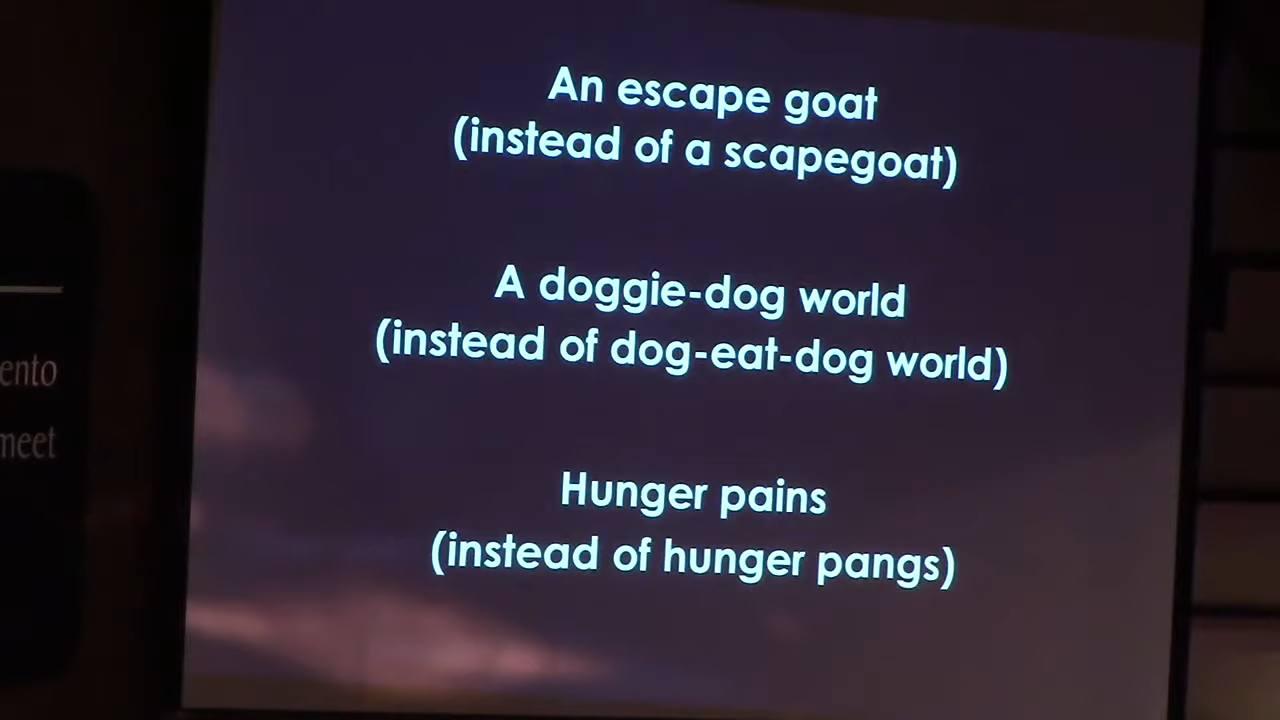 An escape goat
(instead of a scapegoat)
A doggie-dog world
(instead of dog-eat-dog world)
Hunger pains
(instead of hunger pangs)
meet